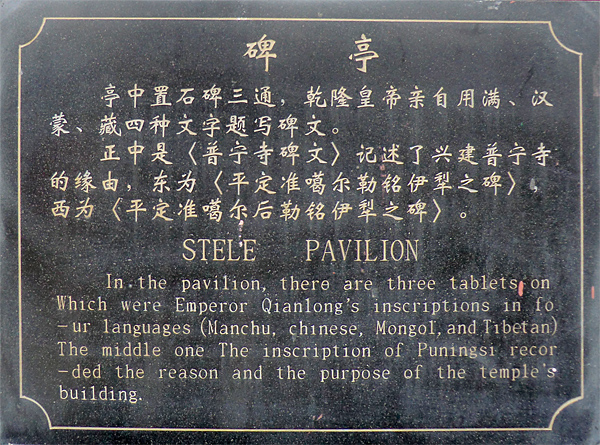 碑 亭
亭中置石碑三通，乾隆皇帝亲自用满、汉
蒙、藏四种文字题写碑文。
正中是〈普宁寺碑文〉记述了兴建普宁寺
的缘由，东为〈平定准噶尔勒铭伊犁之碑〉，
西为〈平定准噶尔后勒铭伊犁之碑〉。
STELE PAVILION
In the pavilion, there are three tablets on
Which were Emperor Qianlong's inscriptions in fo
-ur languages (Manchu, chinese, Mongol, and Tibetan)
The middle one The inscription of Puningsi recor
-ded the reason and the purpose of the temple's
building.